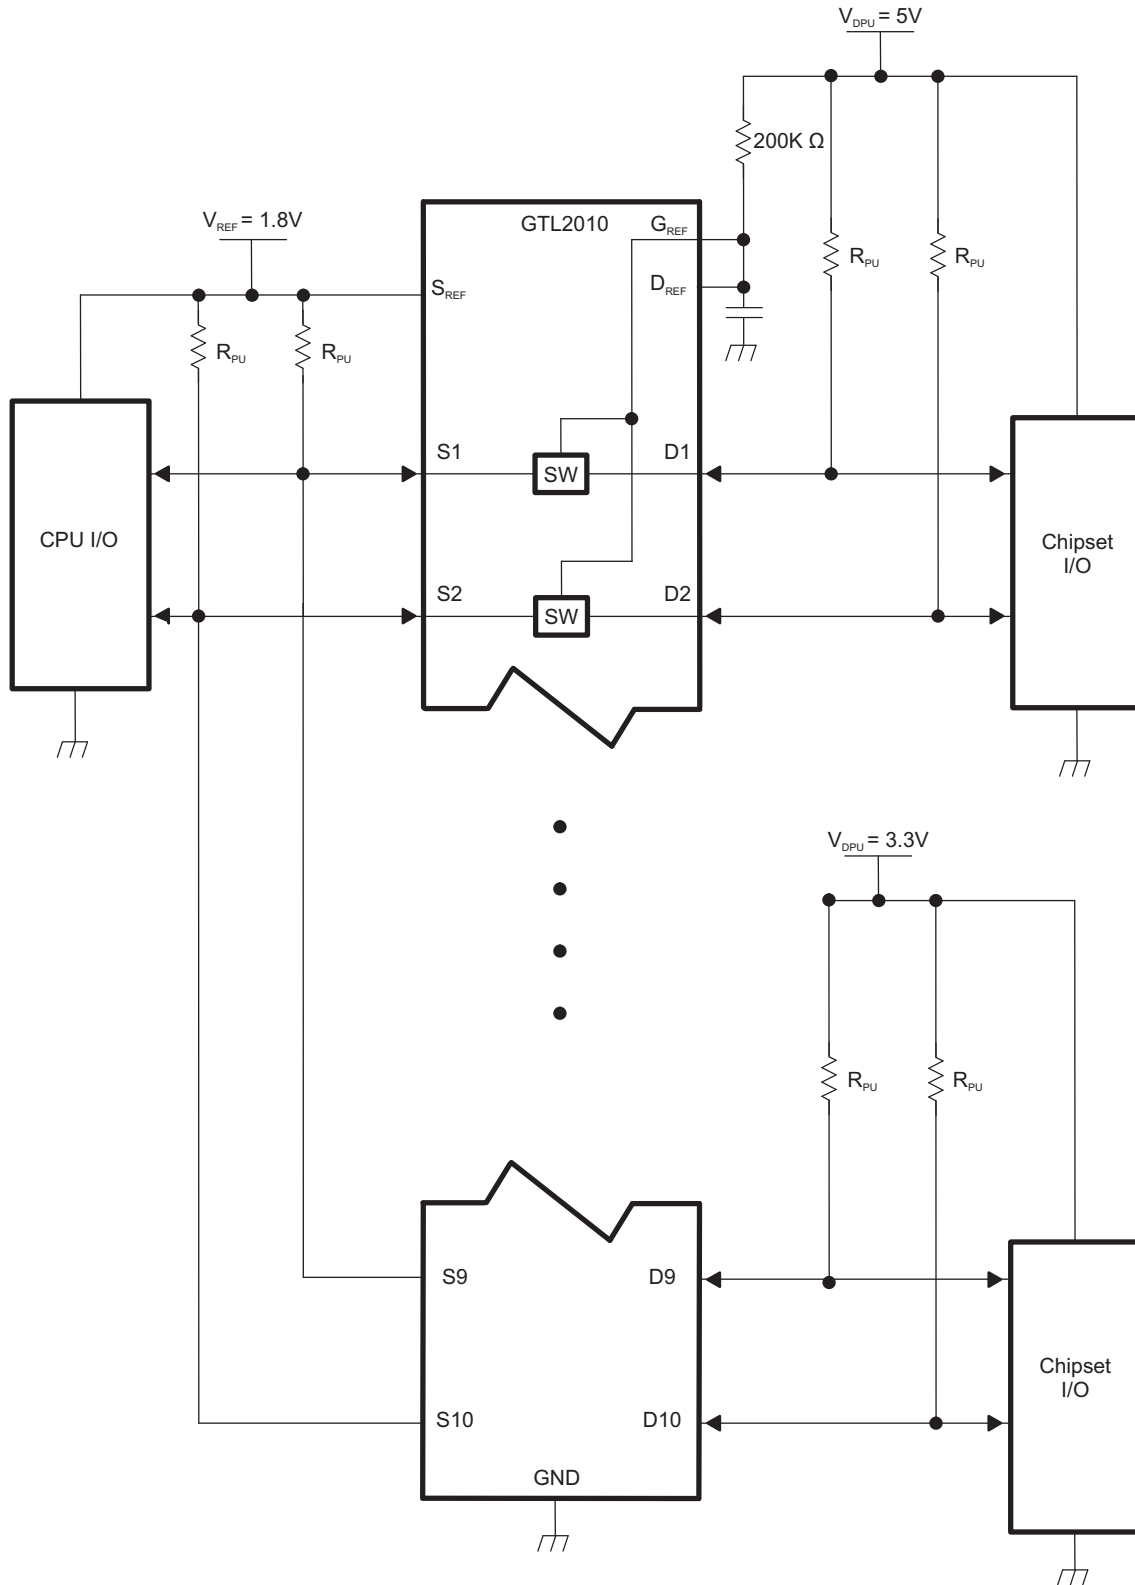 V_DPU = 5V
200K Ω
V_REF = 1.8V
GTL2010
G_REF
R_PU
R_PU
D_REF
S_REF
R_PU
R_PU
S1
D1
SW
CPU I/O
Chipset
I/O
S2
D2
SW
V_DPU = 3.3V
R_PU
R_PU
S9
D9
Chipset
I/O
S10
D10
GND